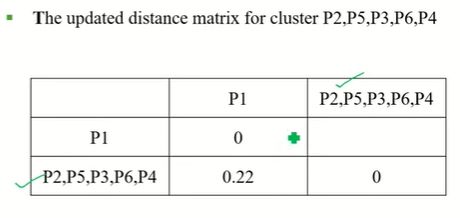 The updated distance matrix for cluster P2,P5,P3,P6,P4
P1 P2,P5,P3,P6,P4
P1 0
P2,P5,P3,P6,P4 0.22 0